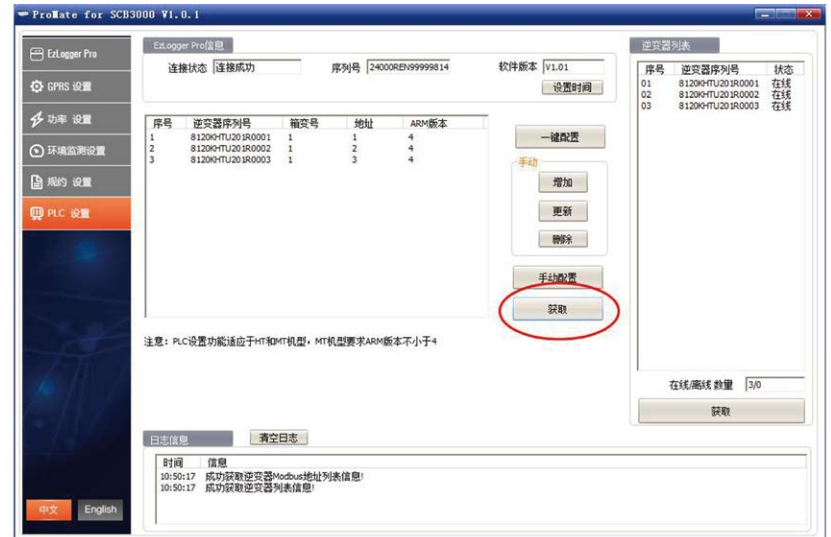 ProMate for SCB3000 V1.0.1
EzLogger Pro
GPRS 设置
功率 设置
环境监测设置
规约 设置
PLC 设置
中文 English
EzLogger Pro信息
连接状态 连接成功 序列号 24000REN99999814 软件版本 V1.01
设置时间
序号 逆变器序列号 箱变号 地址 ARM版本
1 8120KHTU201R0001 1 1 4
2 8120KHTU201R0002 1 2 4
3 8120KHTU201R0003 1 3 4
一键配置
手动
增加
更新
删除
手动配置
获取
注意：PLC设置功能适应于HT和MT机型，MT机型要求ARM版本不小于4
逆变器列表
序号 逆变器序列号 状态
01 8120KHTU201R0001 在线
02 8120KHTU201R0002 在线
03 8120KHTU201R0003 在线
在线/离线 数量 3/0
获取
日志信息 清空日志
时间 信息
10:50:17 成功获取逆变器Modbus地址列表信息!
10:50:17 成功获取逆变器列表信息!